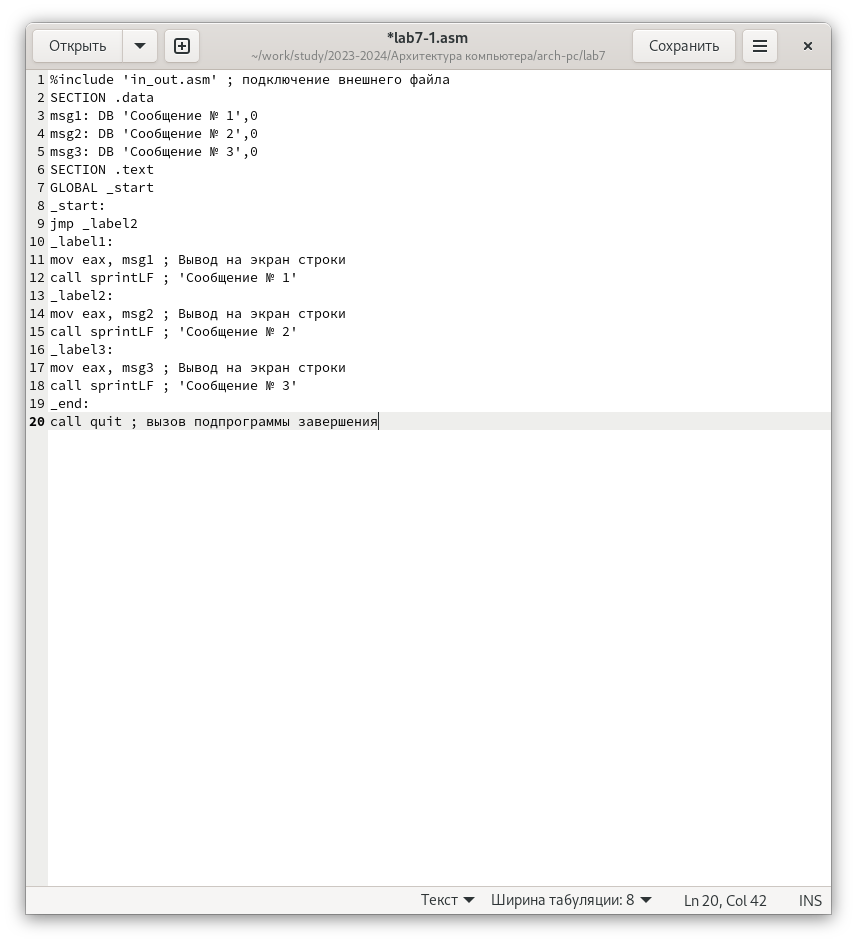 Открыть
*lab7-1.asm
~/work/study/2023-2024/Архитектура компьютера/arch-pc/lab7
Сохранить
1 %include 'in_out.asm' ; подключение внешнего файла
2 SECTION .data
3 msg1: DB 'Сообщение № 1',0
4 msg2: DB 'Сообщение № 2',0
5 msg3: DB 'Сообщение № 3',0
6 SECTION .text
7 GLOBAL _start
8 _start:
9 jmp _label2
10 _label1:
11 mov eax, msg1 ; Вывод на экран строки
12 call sprintLF ; 'Сообщение № 1'
13 _label2:
14 mov eax, msg2 ; Вывод на экран строки
15 call sprintLF ; 'Сообщение № 2'
16 _label3:
17 mov eax, msg3 ; Вывод на экран строки
18 call sprintLF ; 'Сообщение № 3'
19 _end:
20 call quit ; вызов подпрограммы завершения
Текст Ширина табуляции: 8 Ln 20, Col 42 INS